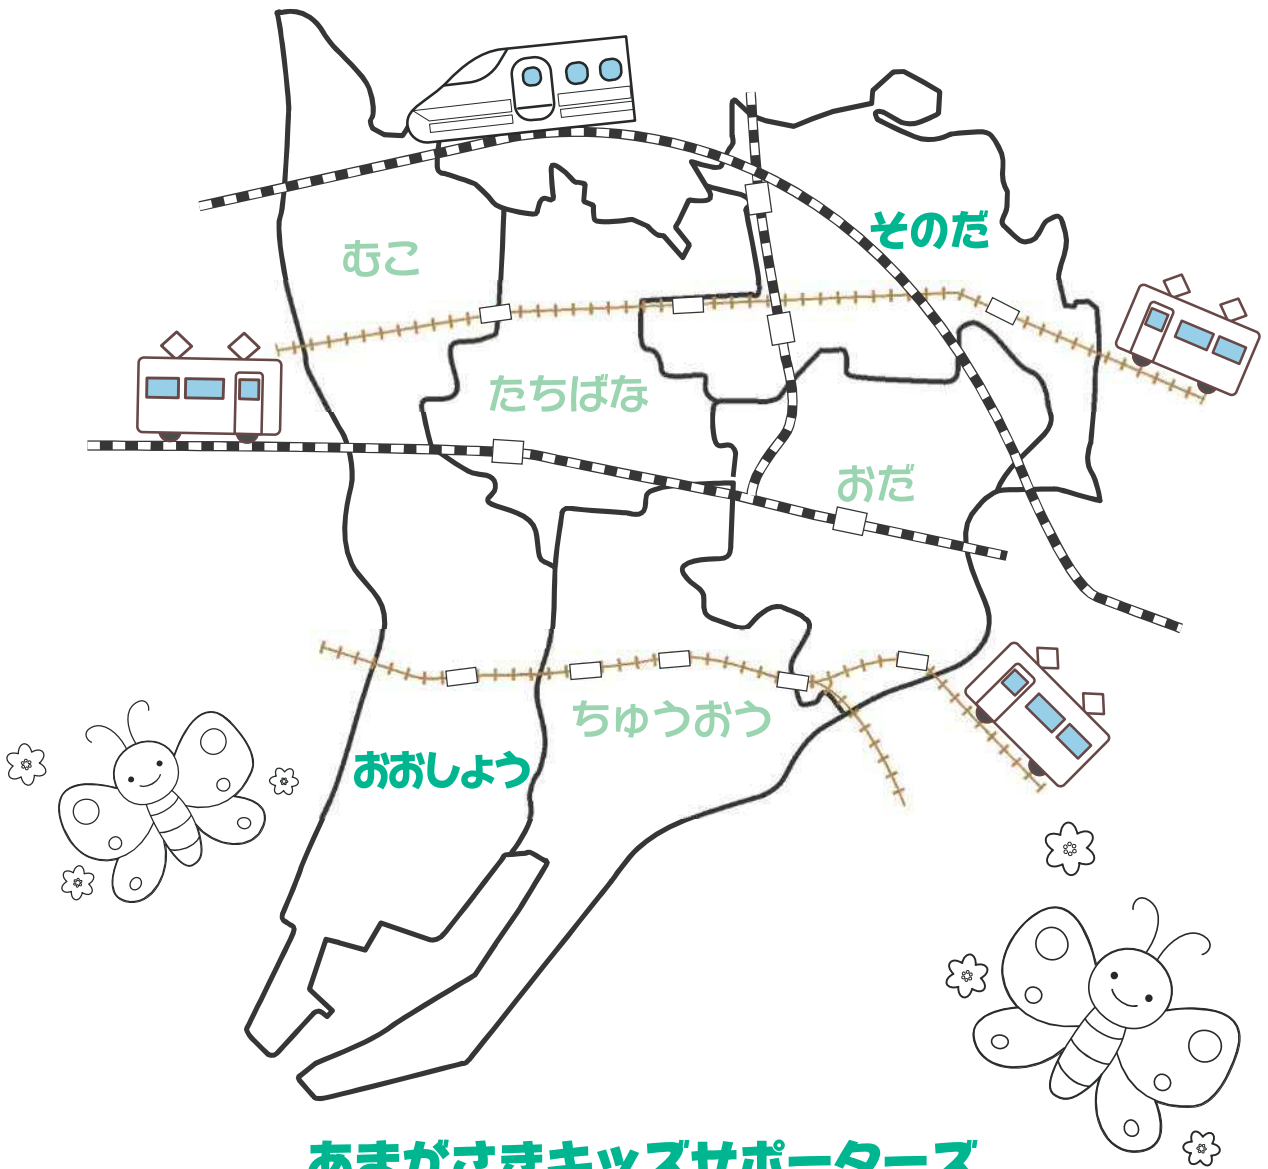 そのだ
むこ
たちばな
おだ
ちゅうおう
おおしょう
あまがさきキッズサポーターズ